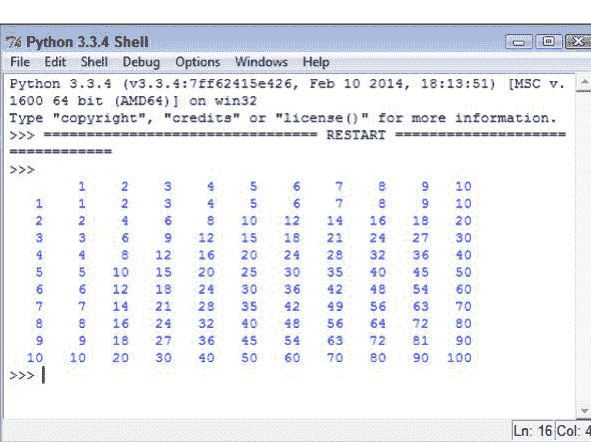 Python 3.3.4 Shell
File Edit Shell Debug Options Windows Help
Python 3.3.4 (v3.3.4:7ff62415e426, Feb 10 2014, 18:13:51) [MSC v.
1600 64 bit (AMD64)] on win32
Type "copyright", "credits" or "license()" for more information.
>>> ================================ RESTART ====================
============
>>>
1 2 3 4 5 6 7 8 9 10
1 1 2 3 4 5 6 7 8 9 10
2 2 4 6 8 10 12 14 16 18 20
3 3 6 9 12 15 18 21 24 27 30
4 4 8 12 16 20 24 28 32 36 40
5 5 10 15 20 25 30 35 40 45 50
6 6 12 18 24 30 36 42 48 54 60
7 7 14 21 28 35 42 49 56 63 70
8 8 16 24 32 40 48 56 64 72 80
9 9 18 27 36 45 54 63 72 81 90
10 10 20 30 40 50 60 70 80 90 100
>>>
Ln: 16 Col: 4